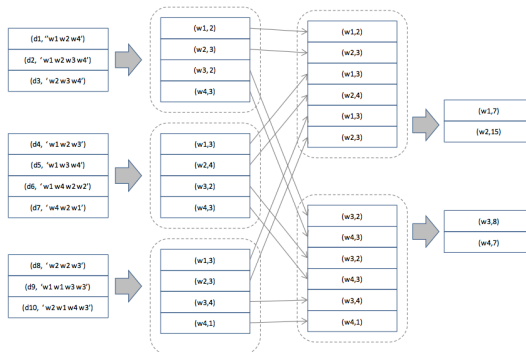 (d1, ''w1 w2 w4')
(d2, ' w1 w2 w3 w4')
(d3, ' w2 w3 w4')
(d4, ' w1 w2 w3')
(d5, ' w1 w3 w4')
(d6, ' w1 w4 w2 w2')
(d7, ' w4 w2 w1')
(d8, ' w2 w2 w3')
(d9, ' w1 w1 w3 w3')
(d10, ' w2 w1 w4 w3')
(w1, 2)
(w2, 3)
(w3, 2)
(w4,3)
(w1,3)
(w2,4)
(w3,2)
(w4,3)
(w1,3)
(w2,3)
(w3,4)
(w4,1)
(w1,2)
(w2,3)
(w1,3)
(w2,4)
(w1,3)
(w2,3)
(w3,2)
(w4,3)
(w3,2)
(w4,3)
(w3,4)
(w4,1)
(w1,7)
(w2,15)
(w3,8)
(w4,7)